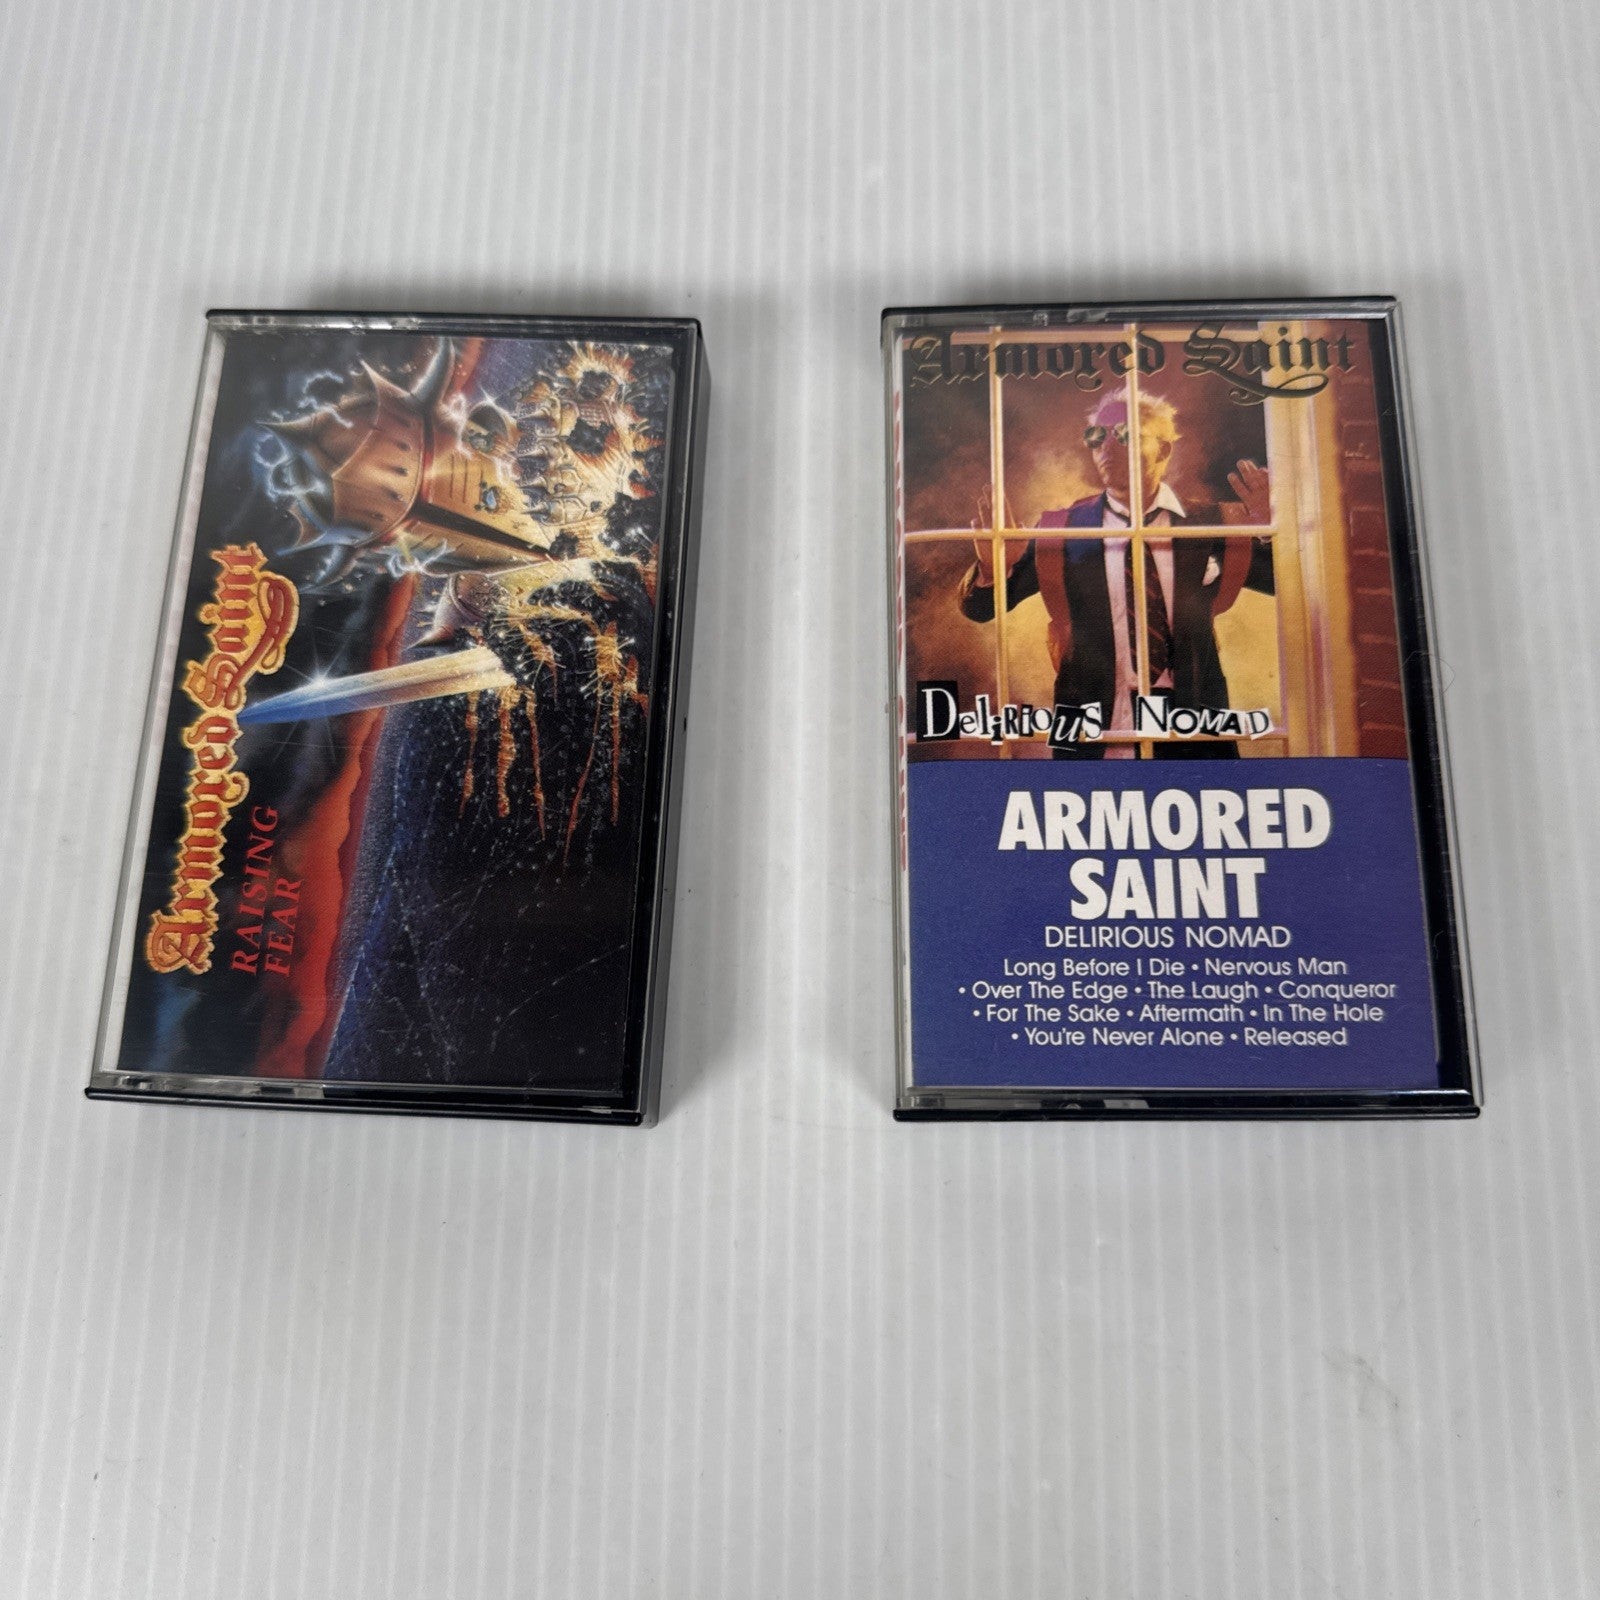 Armored Saint
RAISING
FEAR
Armored Saint
DeLiRiouS NOMAD
ARMORED
SAINT
DELIRIOUS NOMAD
Long Before I Die • Nervous Man
• Over The Edge • The Laugh • Conqueror
• For The Sake • Aftermath • In The Hole
• You're Never Alone • Released